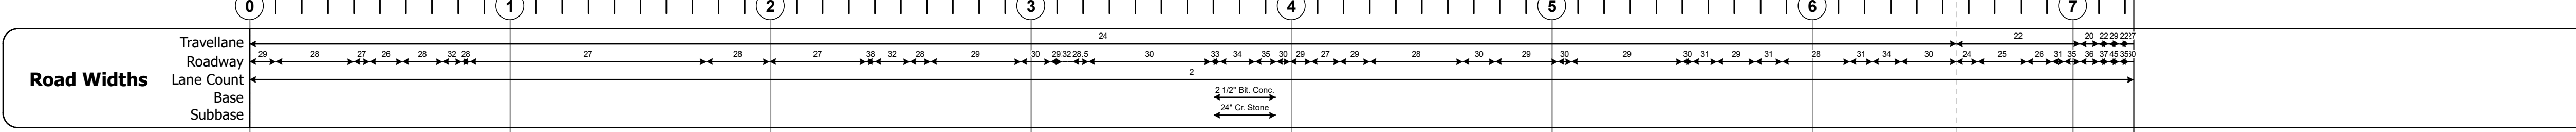 0 1 2 3 4 5 6 7
Road Widths
Travellane 24 22 20 22 29 22
Roadway 29 28 27 26 28 32 28 27 28 27 38 32 28 29 30 29 32 28.5 30 33 34 35 30 29 27 29 28 30 29 30 29 30 31 29 31 28 31 34 30 24 25 26 31 35 36 37 45 35
Lane Count 2
Base 2 1/2" Bit. Conc.
Subbase 24" Cr. Stone